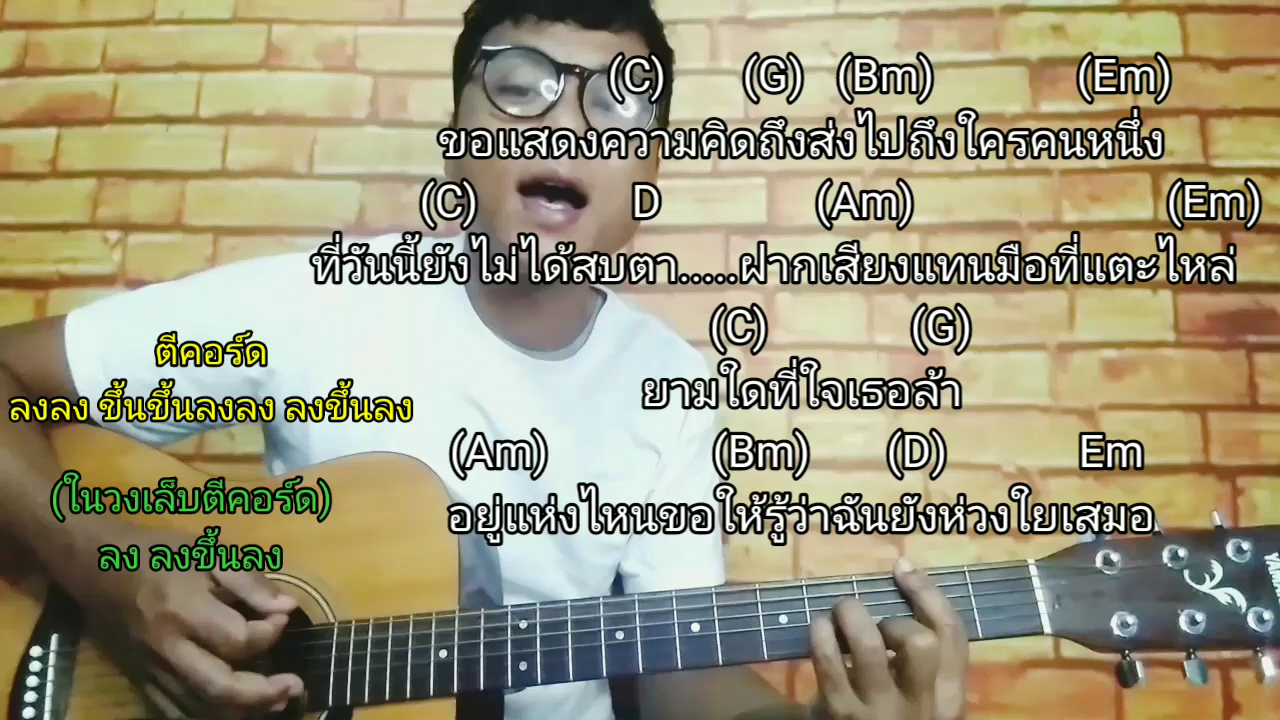 (C) (G) (Bm) (Em)
ขอแสดงความคิดถึงส่งไปถึงใครคนหนึ่ง
(C) D (Am) (Em)
ที่วันนี้ยังไม่ได้สบตา.....ฝากเสียงแทนมือที่แตะไหล่
(C) (G)
ยามใดที่ใจเธอล้า
(Am) (Bm) (D) Em
อยู่แห่งไหนขอให้รู้ว่าฉันยังห่วงใยเสมอ
ตีคอร์ด
ลงลง ขึ้นขึ้นลงลง ลงขึ้นลง
(ในวงเล็บตีคอร์ด)
ลง ลงขึ้นลง